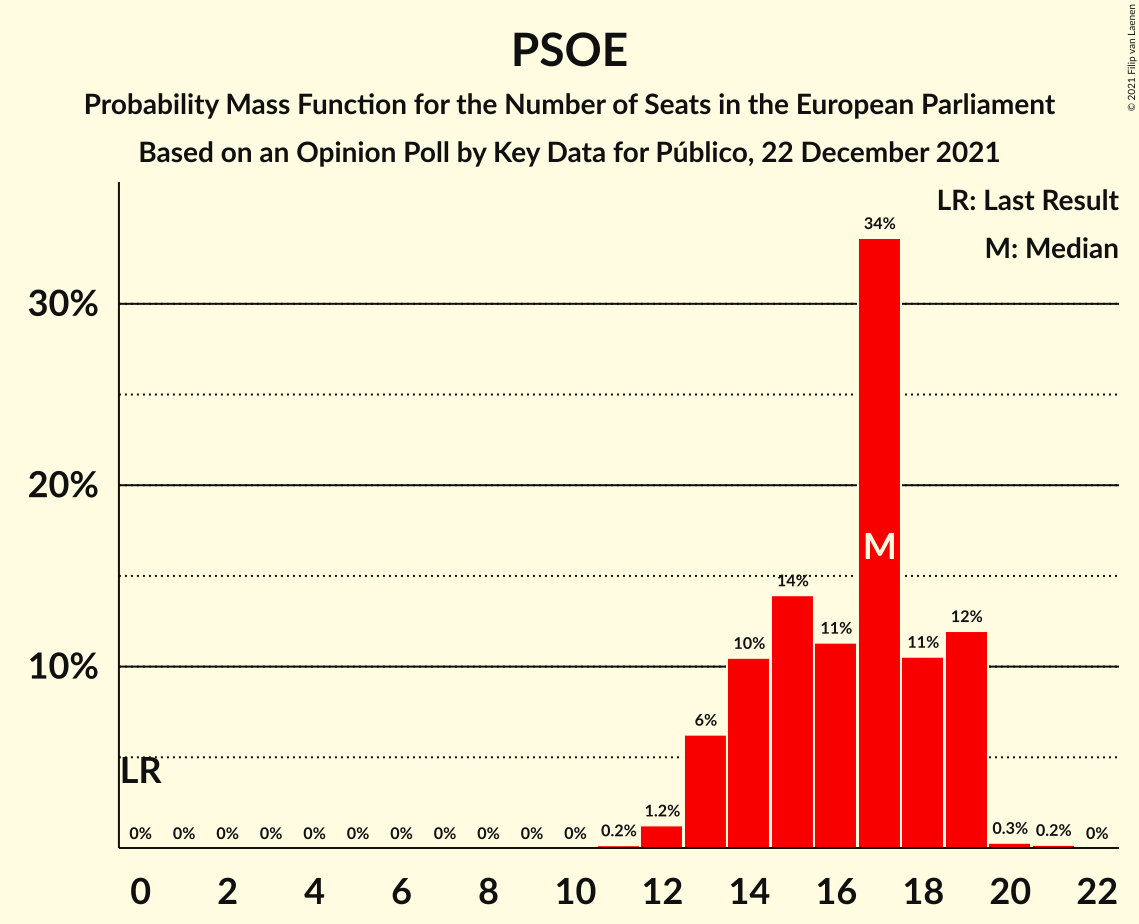 PSOE
Probability Mass Function for the Number of Seats in the European Parliament
Based on an Opinion Poll by Key Data for Público, 22 December 2021
© 2021 Filip van Laenen
LR: Last Result
M: Median
34%
30%
20%
M
14%
12%
11%
11%
10%
10%
6%
LR
1.2%
0% 0% 0% 0% 0% 0% 0% 0% 0% 0% 0% 0.2% 0.3% 0.2% 0%
0 2 4 6 8 10 12 14 16 18 20 22